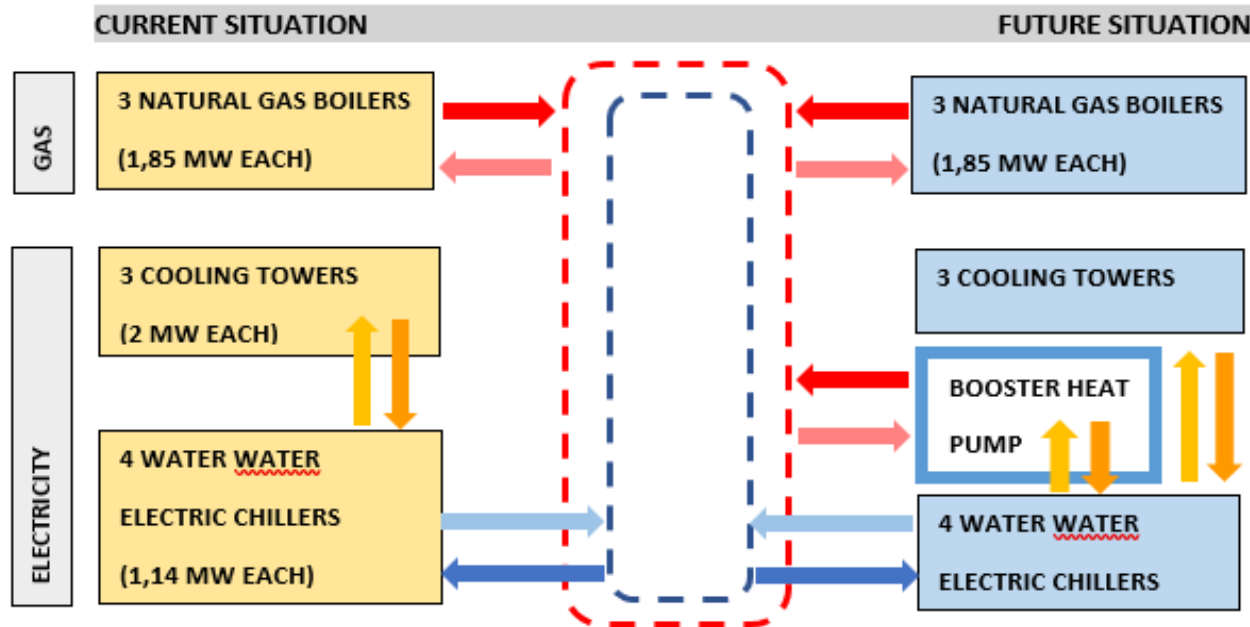 CURRENT SITUATION
FUTURE SITUATION
GAS
3 NATURAL GAS BOILERS
(1,85 MW EACH)
3 NATURAL GAS BOILERS
(1,85 MW EACH)
ELECTRICITY
3 COOLING TOWERS
(2 MW EACH)
3 COOLING TOWERS
BOOSTER HEAT
PUMP
4 WATER WATER
ELECTRIC CHILLERS
(1,14 MW EACH)
4 WATER WATER
ELECTRIC CHILLERS